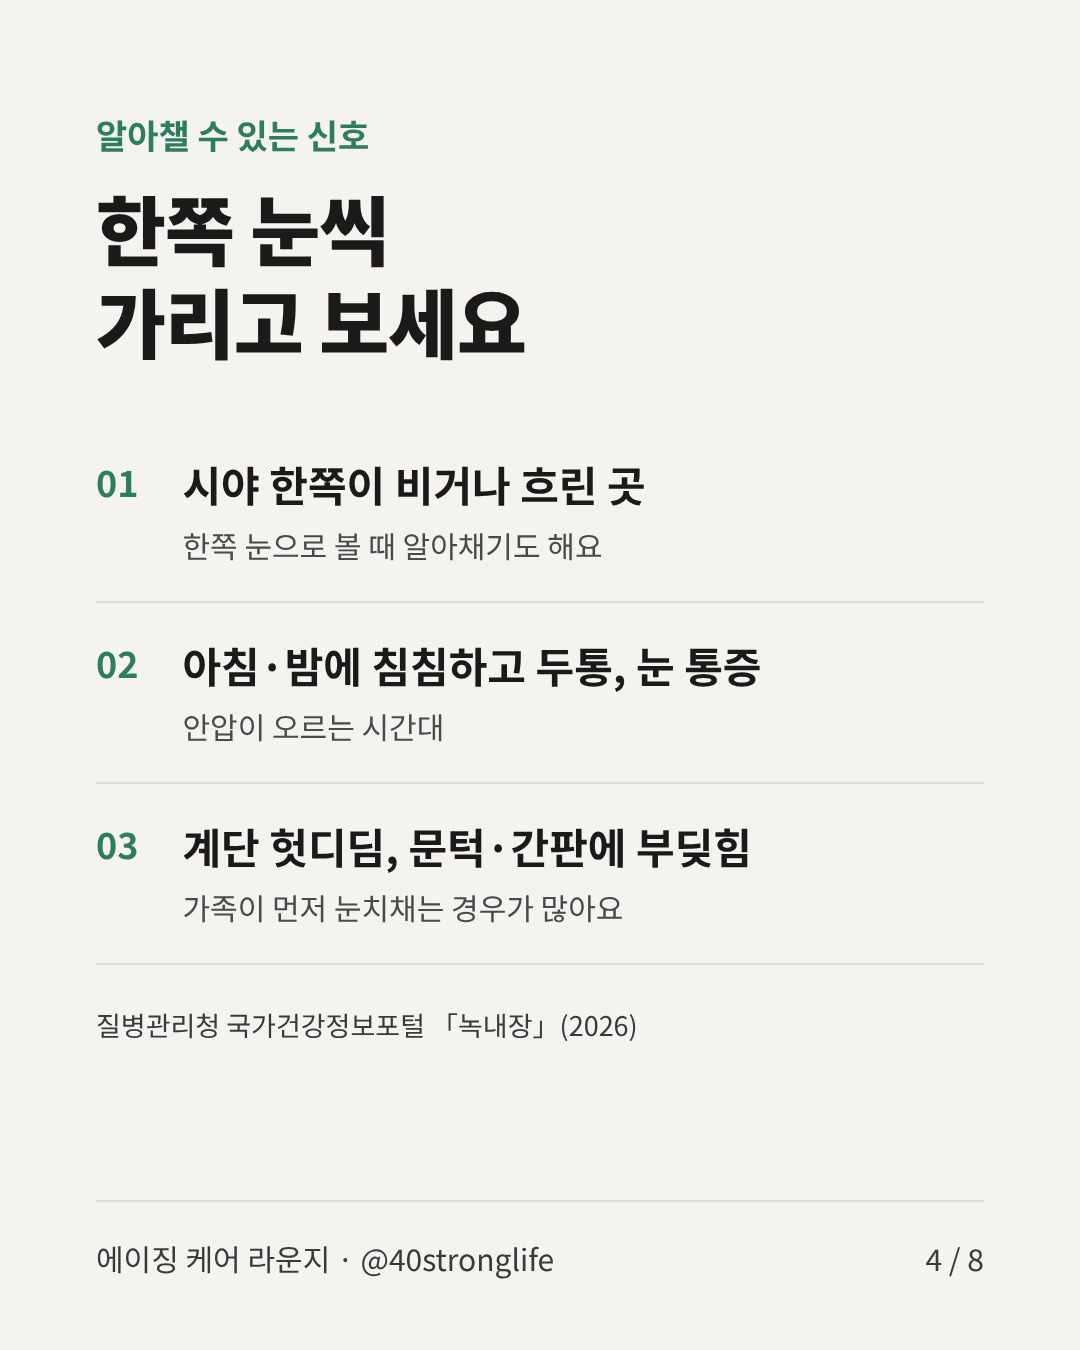 알아챌 수 있는 신호
한쪽 눈씩
가리고 보세요
01 시야 한쪽이 비거나 흐린 곳
한쪽 눈으로 볼 때 알아채기도 해요
02 아침·밤에 침침하고 두통, 눈 통증
안압이 오르는 시간대
03 계단 헛디딤, 문턱·간판에 부딪힘
가족이 먼저 눈치채는 경우가 많아요
질병관리청 국가건강정보포털 「녹내장」(2026)
에이징 케어 라운지 · @40stronglife 4 / 8